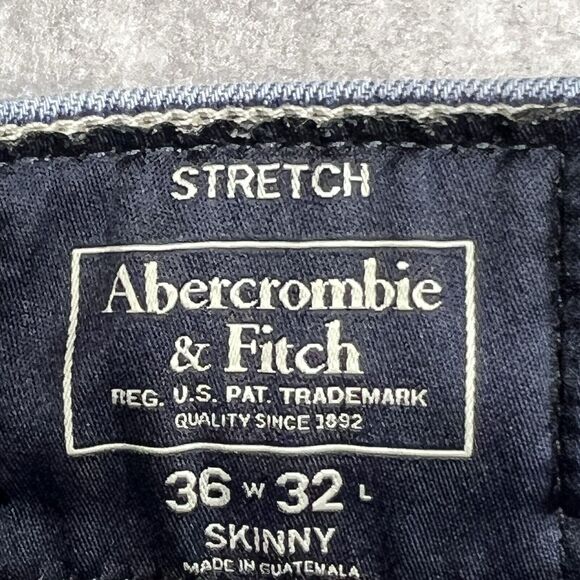 STRETCH
Abercrombie
& Fitch
REG. U.S. PAT. TRADEMARK
QUALITY SINCE 1892
36 W 32 L
SKINNY
MADE IN GUATEMALA